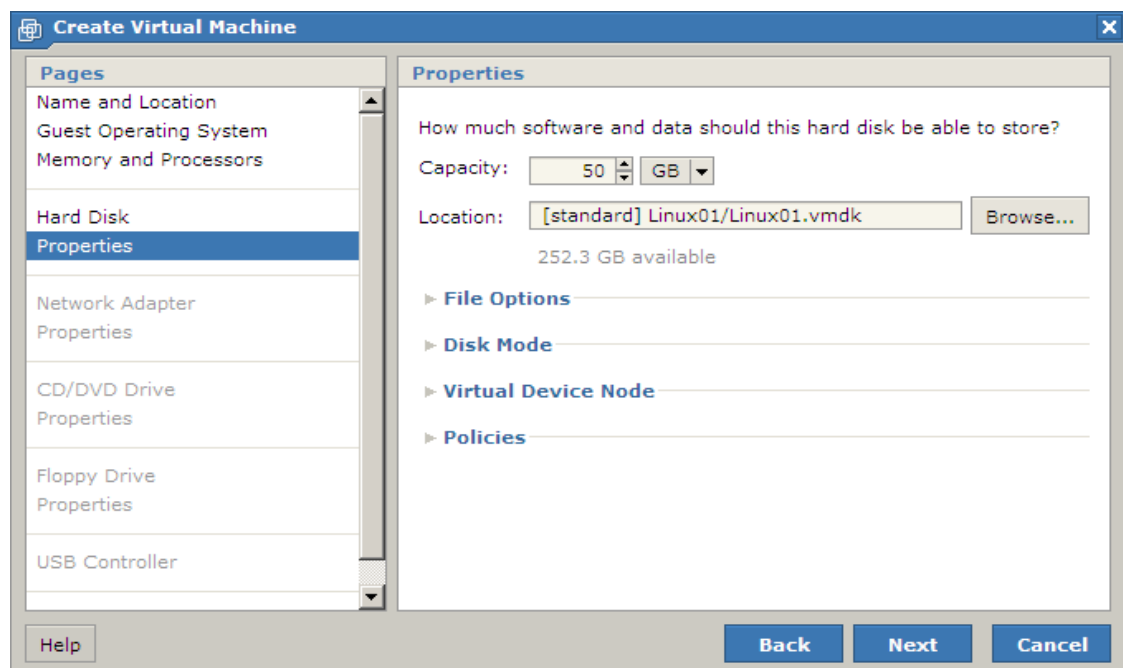 Create Virtual Machine
Pages
Name and Location
Guest Operating System
Memory and Processors
Hard Disk
Properties
Network Adapter
Properties
CD/DVD Drive
Properties
Floppy Drive
Properties
USB Controller
Properties
How much software and data should this hard disk be able to store?
Capacity: 50 GB
Location: [standard] Linux01/Linux01.vmdk Browse...
252.3 GB available
File Options
Disk Mode
Virtual Device Node
Policies
Help Back Next Cancel